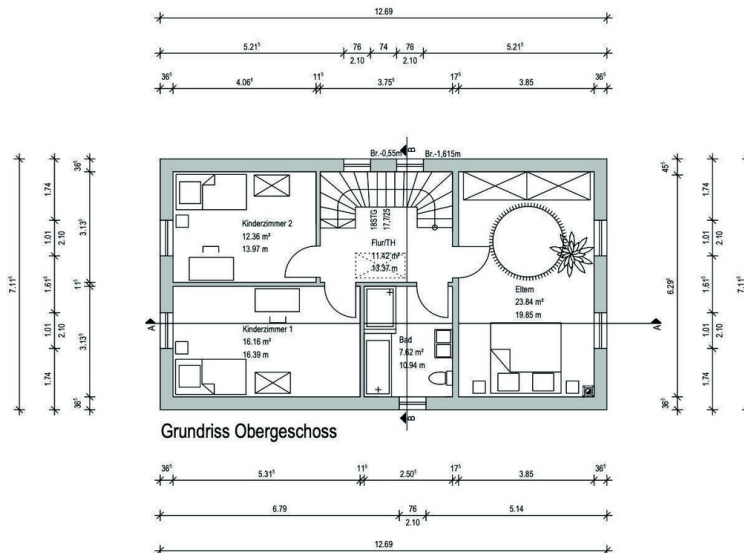 12.69
5.21⁵ 76 74 76 5.21⁵
2.10 2.10
36⁵ 4.06⁵ 11⁵ 3.75⁵ 17⁵ 3.85 36⁵
Br.-0,55m Br.-1,615m
B
7.11⁵
1.74 1.01 1.61⁵ 1.01 1.74
2.10 2.10
36⁵ 3.13⁵ 11⁵ 3.13⁵ 36⁵
Kinderzimmer 2
12.36 m²
13.97 m
18STG
17,7/25
Flur/TH
11.42 m²
13.37 m
Eltern
23.84 m²
19.85 m
Kinderzimmer 1
16.16 m²
16.39 m
Bad
7.62 m²
10.94 m
A A
B
45⁵ 6.29⁵ 36⁵
1.74 1.01 1.61⁵ 1.01 1.74
2.10 2.10
7.11⁵
Grundriss Obergeschoss
36⁵ 5.31⁵ 11⁵ 2.50⁵ 17⁵ 3.85 36⁵
6.79 76 5.14
2.10
12.69